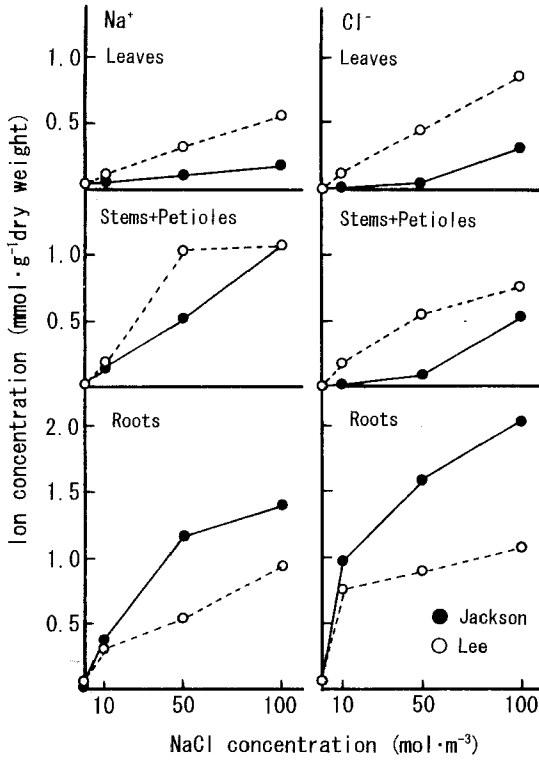 Na⁺
Cl⁻
Leaves
Leaves
1.0
0.5
Stems+Petioles
Stems+Petioles
1.0
0.5
Roots
Roots
2.0
1.5
1.0
0.5
Jackson
Lee
10 50 100
10 50 100
Ion concentration (mmol·g⁻¹dry weight)
NaCl concentration (mol·m⁻³)